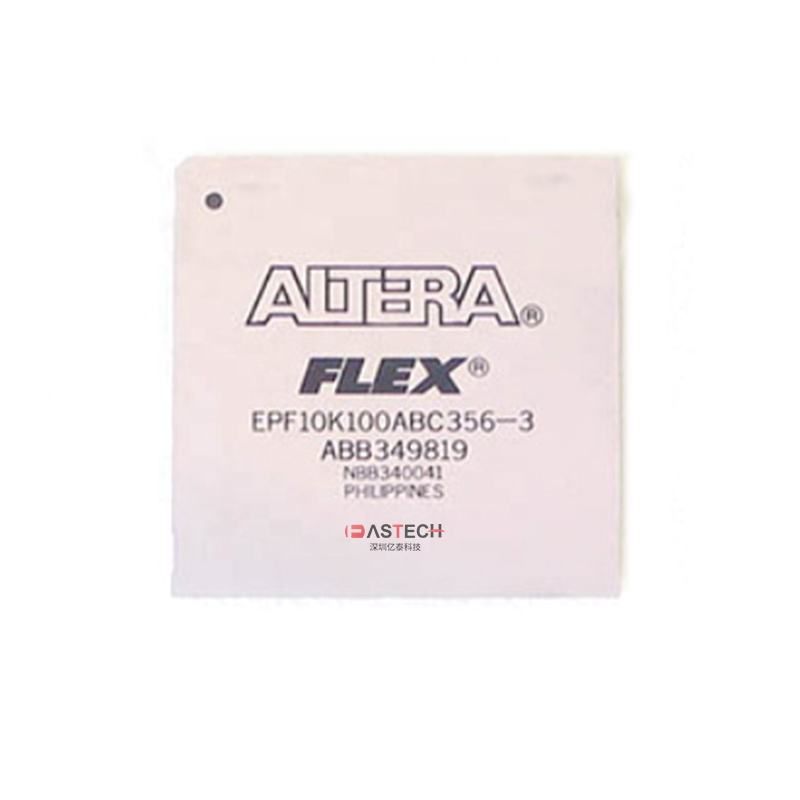 ALTERA®
FLEX®
EPF10K100ABC356-3
ABB349819
NBB340041
PHILIPPINES
EASTECH
深圳亿泰科技